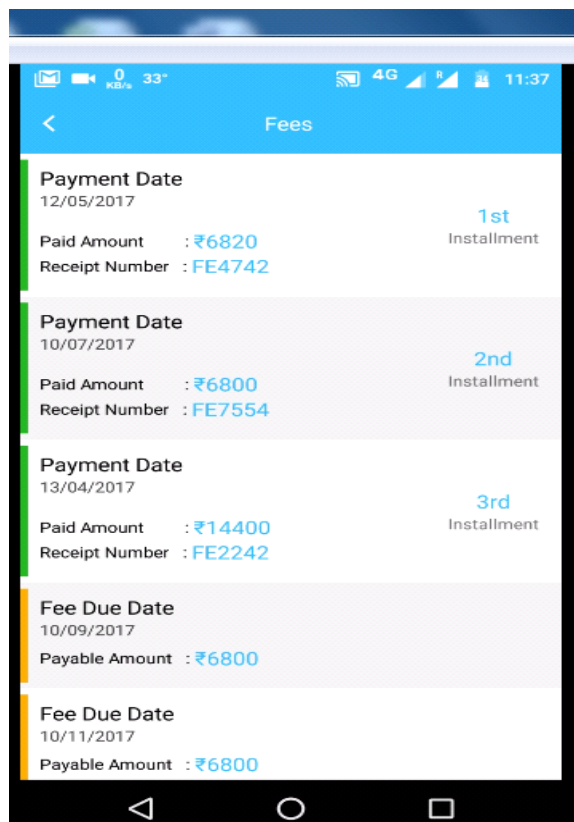 0 KB/s 33° 4G R 11:37
Fees
Payment Date
12/05/2017
1st
Installment
Paid Amount : ₹6820
Receipt Number : FE4742
Payment Date
10/07/2017
2nd
Installment
Paid Amount : ₹6800
Receipt Number : FE7554
Payment Date
13/04/2017
3rd
Installment
Paid Amount : ₹14400
Receipt Number : FE2242
Fee Due Date
10/09/2017
Payable Amount : ₹6800
Fee Due Date
10/11/2017
Payable Amount : ₹6800